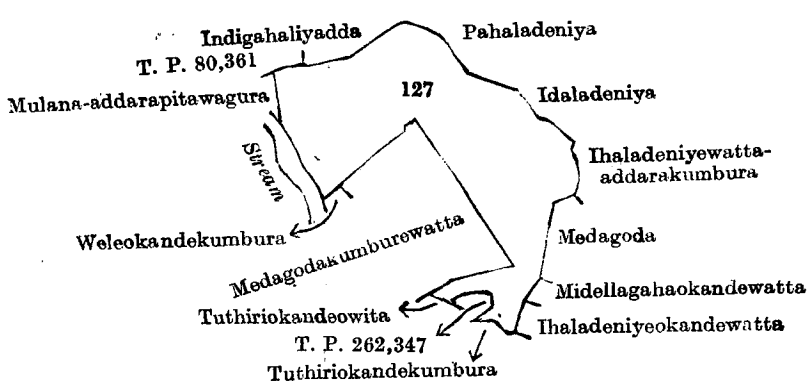 Indigahaliyadda
Pahaladeniya
T. P. 80,361
Mulana-addarapitawagura
127
Idaladeniya
Stream
Ihaladeniyewatta-
addarakumbura
Weleokandekumbura
Medagodakumburewatta
Medagoda
Midellagahaokandewatta
Tuthiriokandeowita
Ihaladeniyeokandewatta
T. P. 262,347
Tuthiriokandekumbura